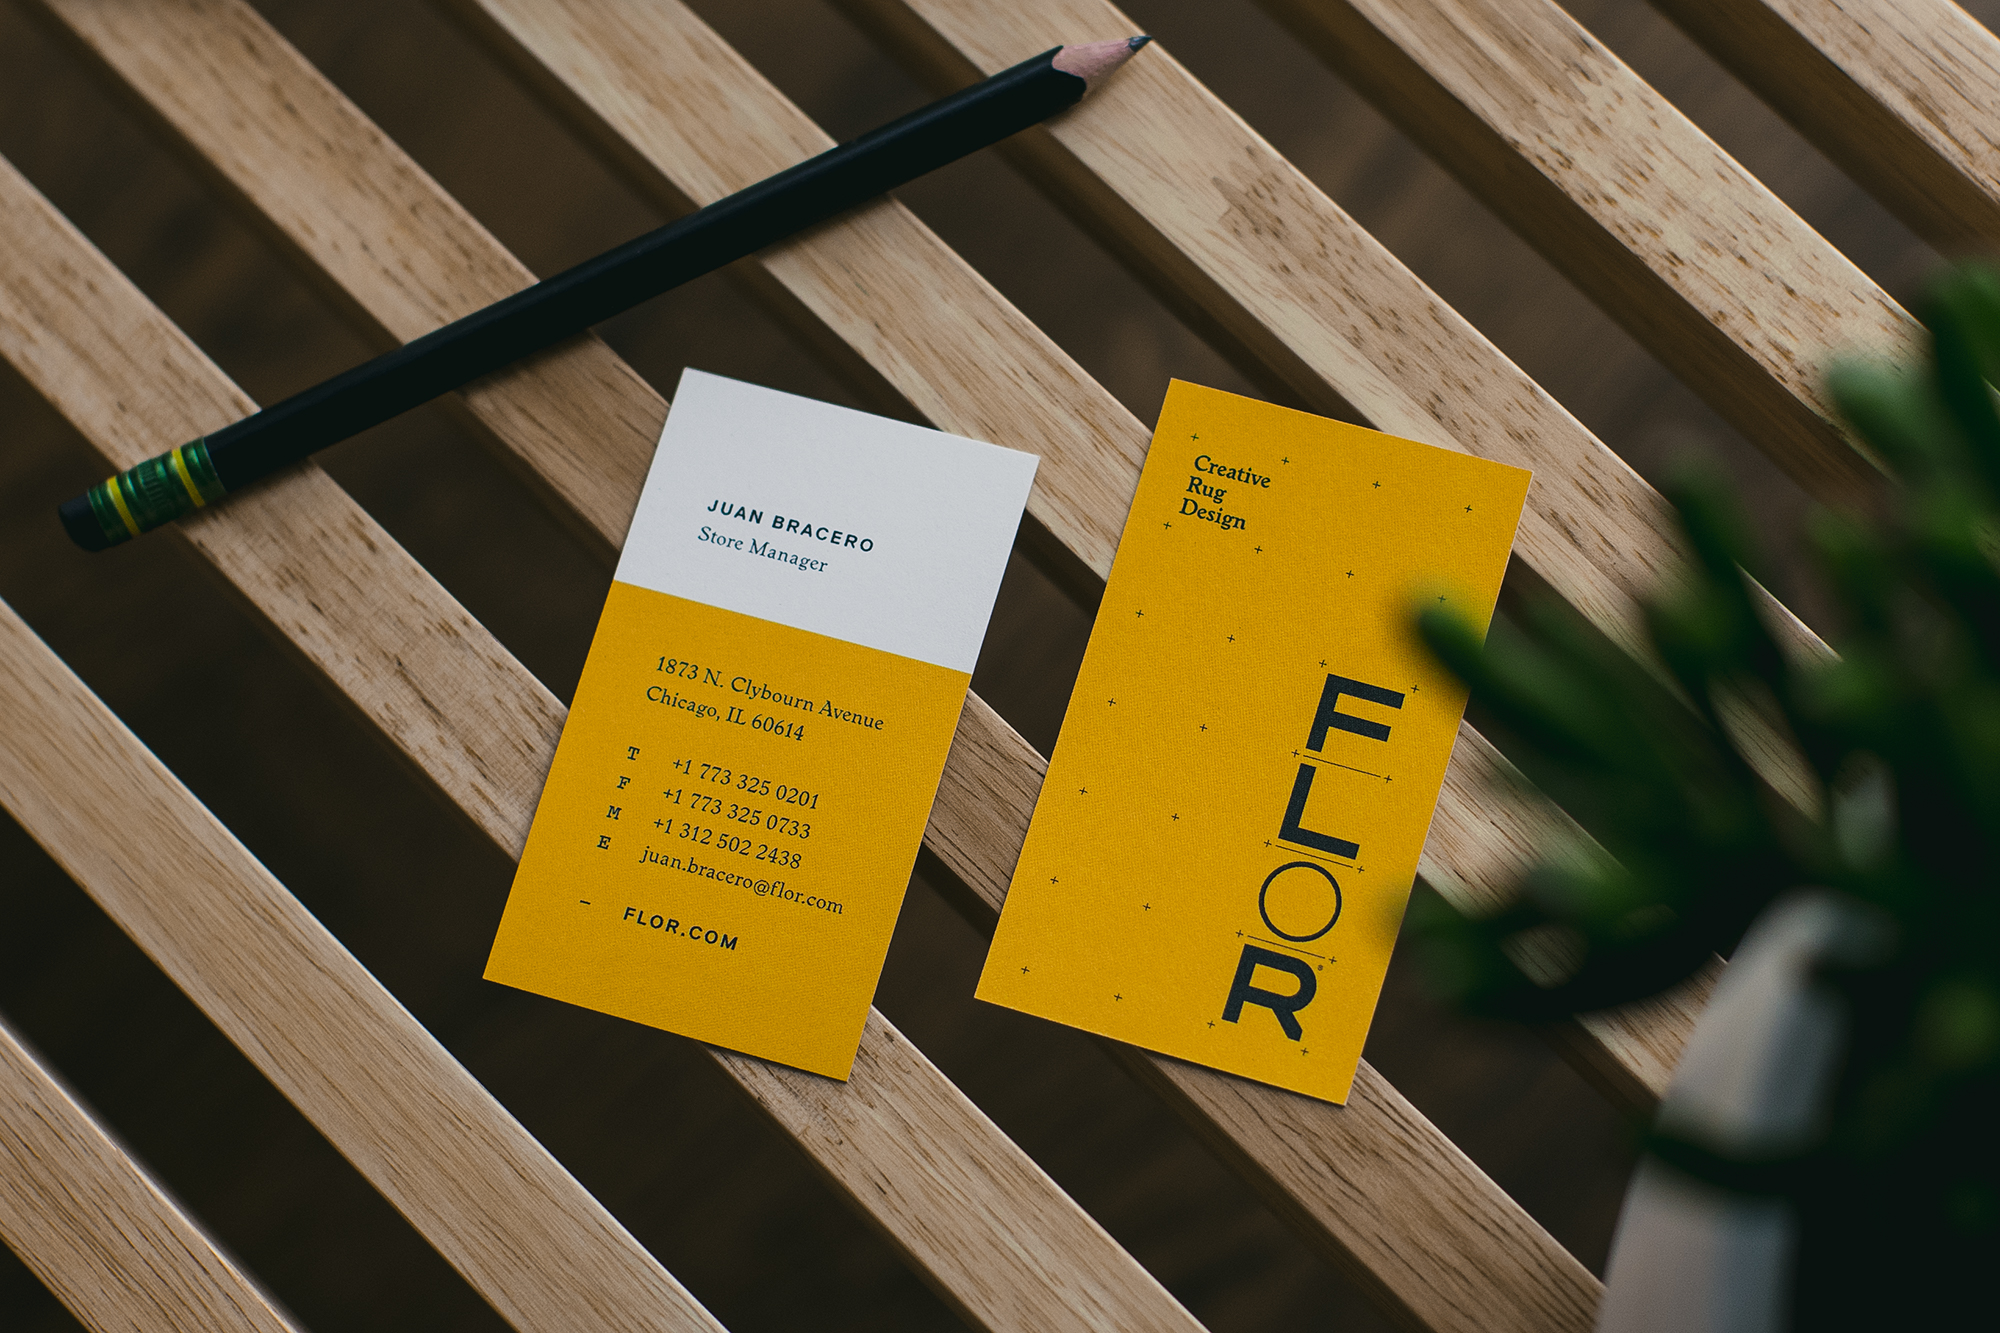 JUAN BRACERO
Store Manager
1873 N. Clybourn Avenue
Chicago, IL 60614
T +1 773 325 0201
F +1 773 325 0733
M +1 312 502 2438
E juan.bracero@flor.com
– FLOR.COM
Creative
Rug
Design
FLOR®